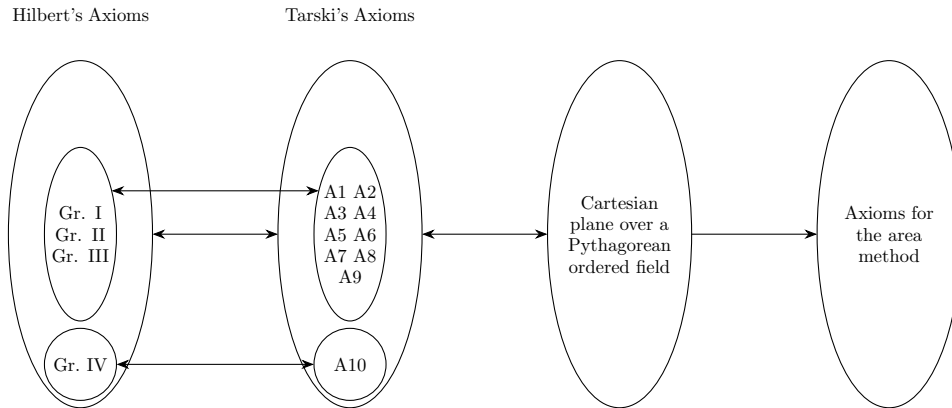 Hilbert's Axioms
Tarski's Axioms
Gr. I
Gr. II
Gr. III
Gr. IV
A1 A2
A3 A4
A5 A6
A7 A8
A9
A10
Cartesian
plane over a
Pythagorean
ordered field
Axioms for
the area
method